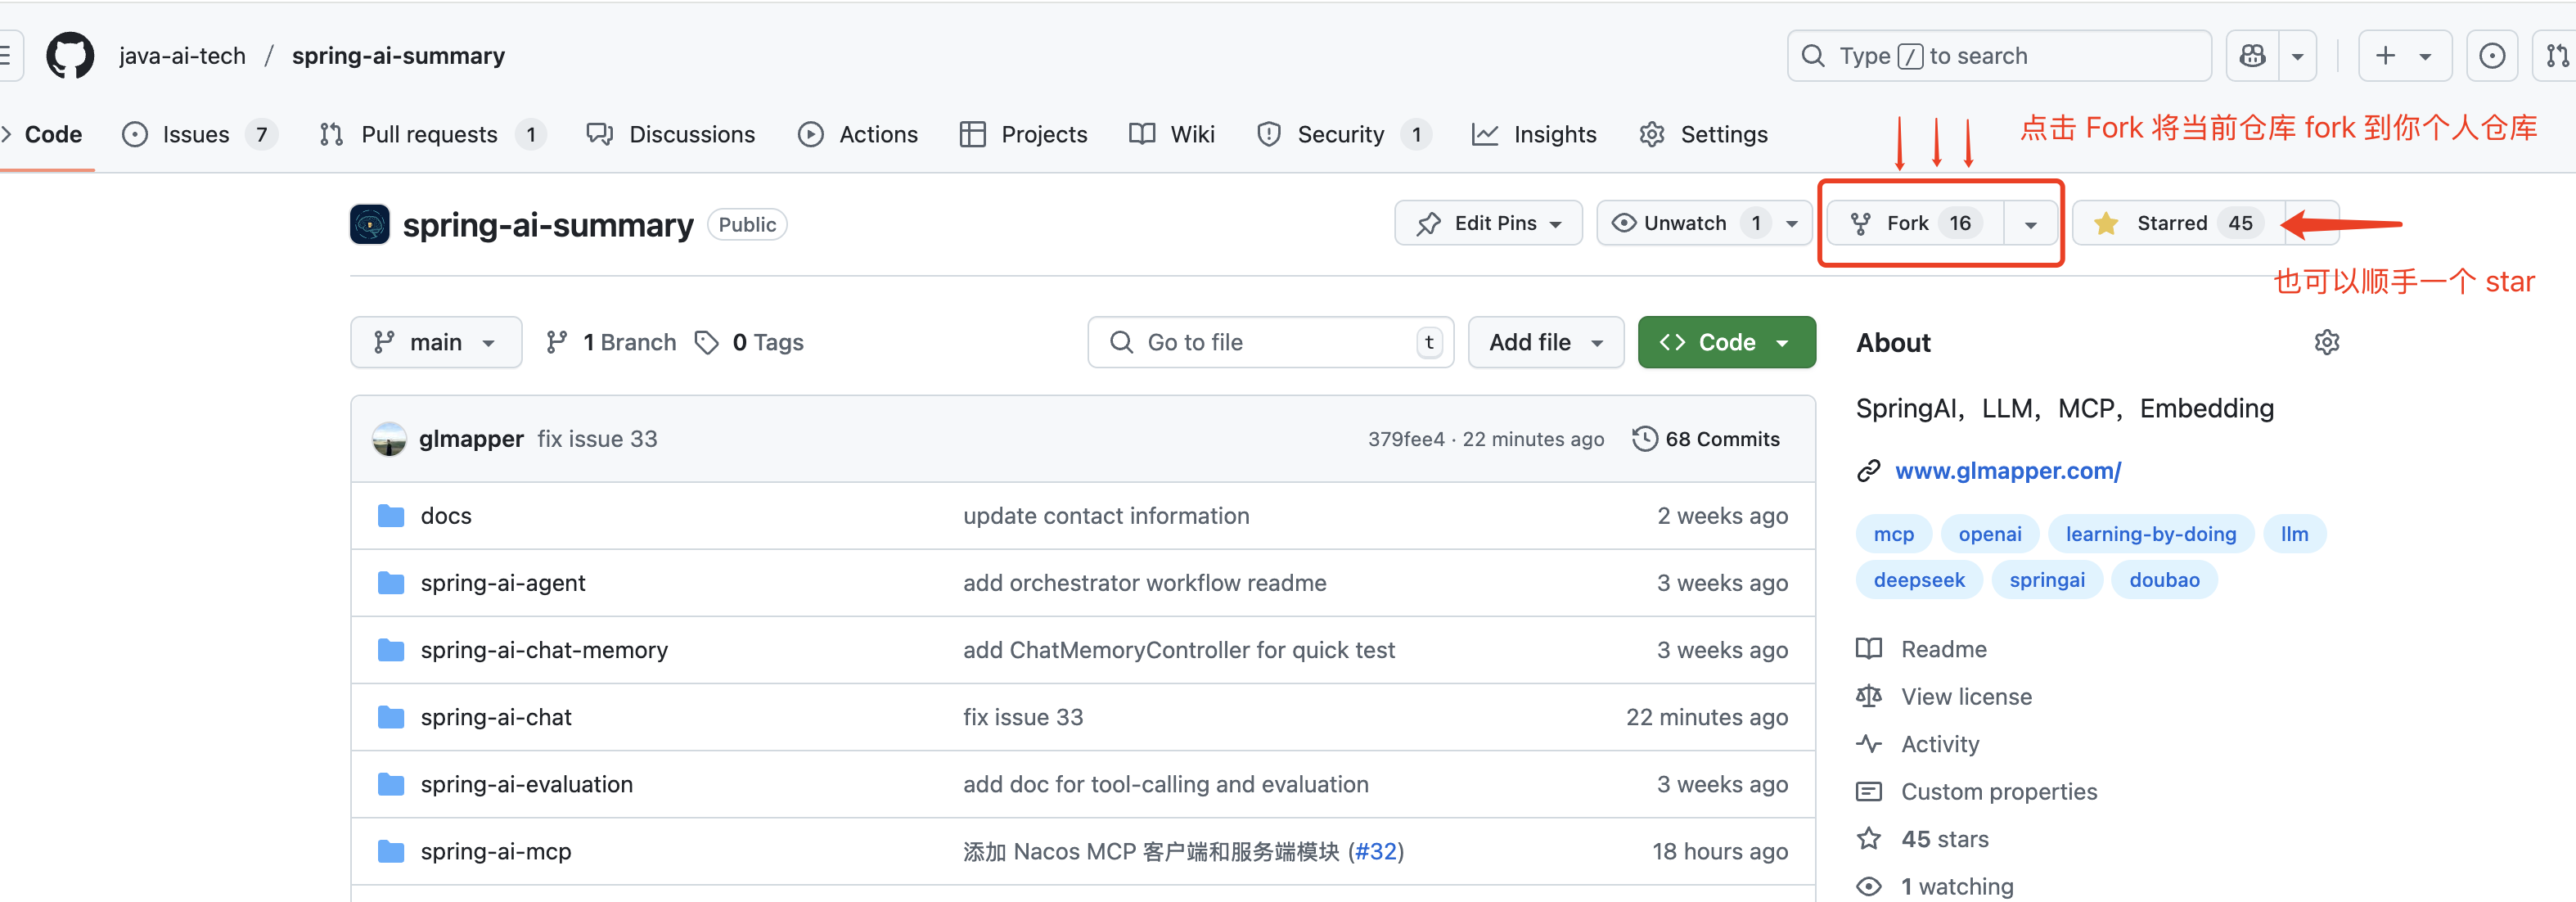 java-ai-tech / spring-ai-summary
Type / to search
Code
Issues 7
Pull requests 1
Discussions
Actions
Projects
Wiki
Security 1
Insights
Settings
点击 Fork 将当前仓库 fork 到你个人仓库
spring-ai-summary Public
Edit Pins
Unwatch 1
Fork 16
Starred 45
也可以顺手一个 star
main
1 Branch
0 Tags
Go to file t
Add file
Code
glmapper fix issue 33 379fee4 · 22 minutes ago 68 Commits
docs update contact information 2 weeks ago
spring-ai-agent add orchestrator workflow readme 3 weeks ago
spring-ai-chat-memory add ChatMemoryController for quick test 3 weeks ago
spring-ai-chat fix issue 33 22 minutes ago
spring-ai-evaluation add doc for tool-calling and evaluation 3 weeks ago
spring-ai-mcp 添加 Nacos MCP 客户端和服务端模块 (#32) 18 hours ago
About
SpringAI，LLM，MCP，Embedding
www.glmapper.com/
mcp openai learning-by-doing llm
deepseek springai doubao
Readme
View license
Activity
Custom properties
45 stars
1 watching